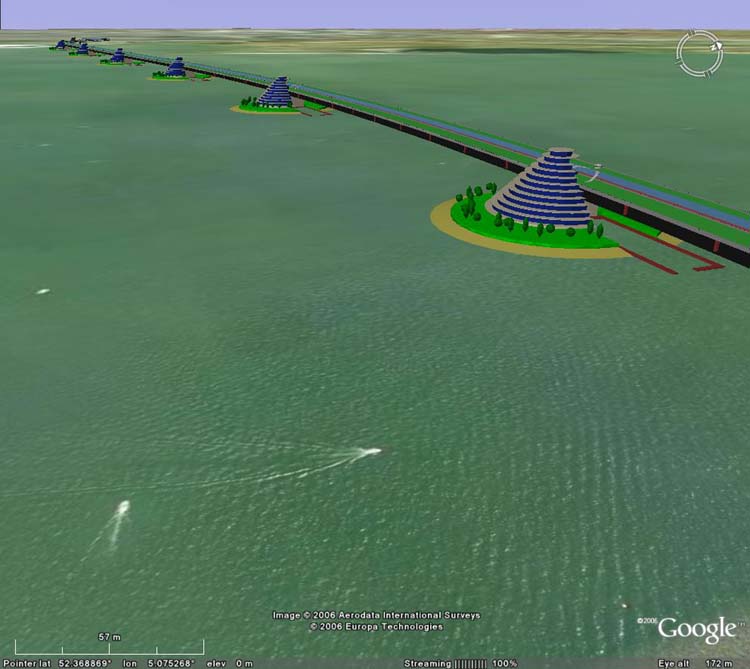 Image © 2006 Aerodata International Surveys
© 2006 Europa Technologies
©2006 Google™
57 m
Pointer lat 52.368869° lon 5.075268° elev 0 m Streaming |||||||||| 100% Eye alt 172 m